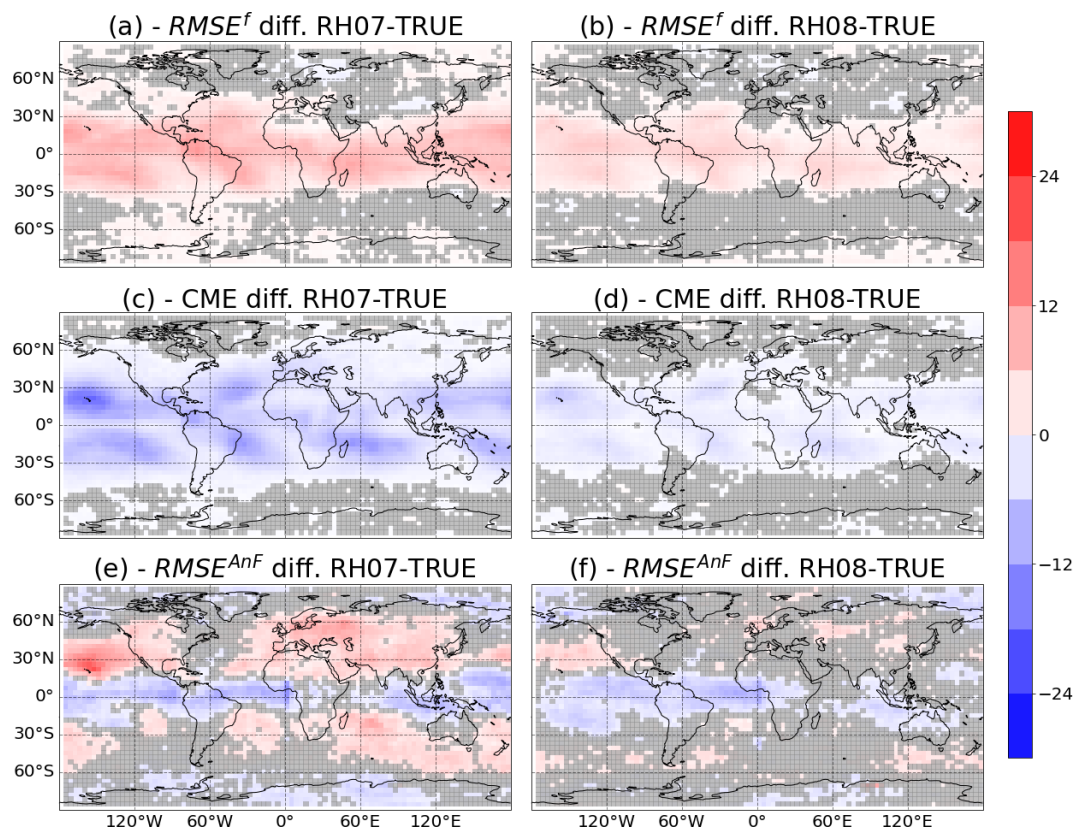 (a) - RMSE^f diff. RH07-TRUE
(b) - RMSE^f diff. RH08-TRUE
60°N
30°N
0°
30°S
60°S
(c) - CME diff. RH07-TRUE
(d) - CME diff. RH08-TRUE
60°N
30°N
0°
30°S
60°S
(e) - RMSE^AnF diff. RH07-TRUE
(f) - RMSE^AnF diff. RH08-TRUE
60°N
30°N
0°
30°S
60°S
120°W 60°W 0° 60°E 120°E
120°W 60°W 0° 60°E 120°E
24
12
0
−12
−24